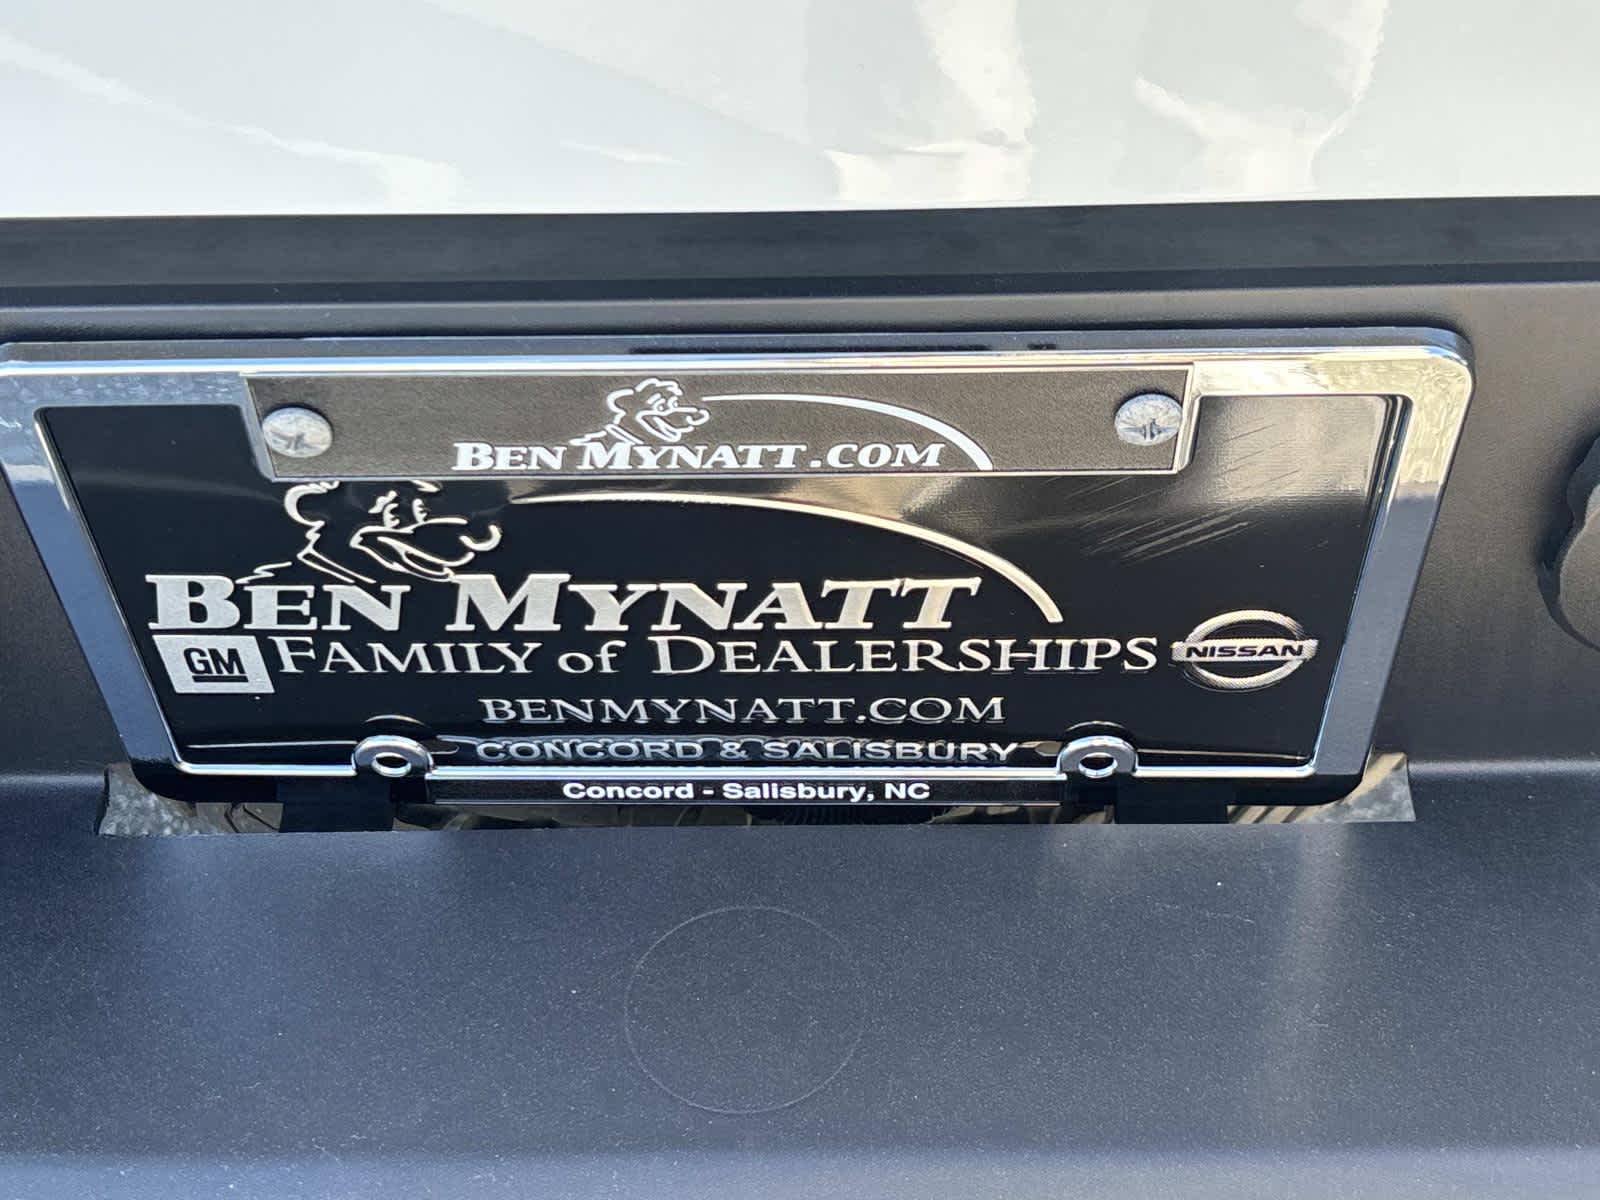 BEN MYNATT.COM
BEN MYNATT
GM FAMILY of DEALERSHIPS NISSAN
BENMYNATT.COM
CONCORD & SALISBURY
Concord - Salisbury, NC